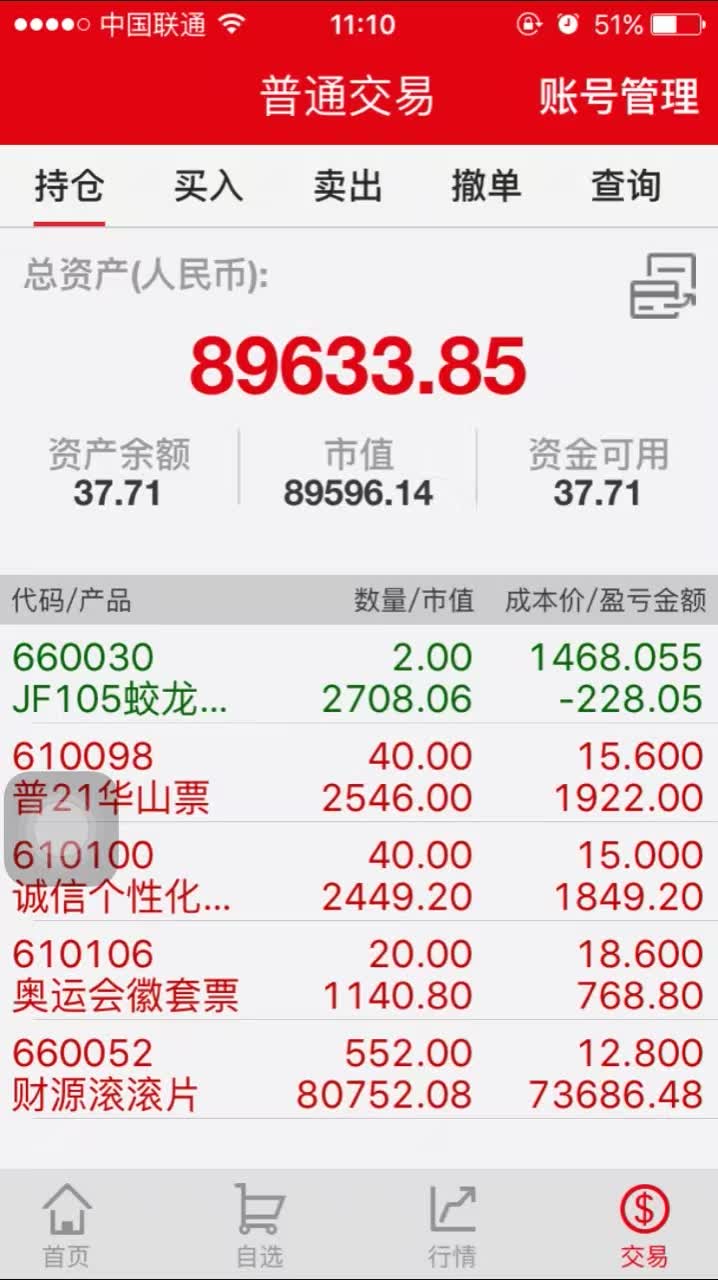 中国联通 11:10 51%
普通交易 账号管理
持仓 买入 卖出 撤单 查询
总资产(人民币):
89633.85
资产余额 市值 资金可用
37.71 89596.14 37.71
代码/产品 数量/市值 成本价/盈亏金额
660030 2.00 1468.055
JF105蛟龙... 2708.06 -228.05
610098 40.00 15.600
普21华山票 2546.00 1922.00
610100 40.00 15.000
诚信个性化... 2449.20 1849.20
610106 20.00 18.600
奥运会徽套票 1140.80 768.80
660052 552.00 12.800
财源滚滚片 80752.08 73686.48
首页 自选 行情 交易